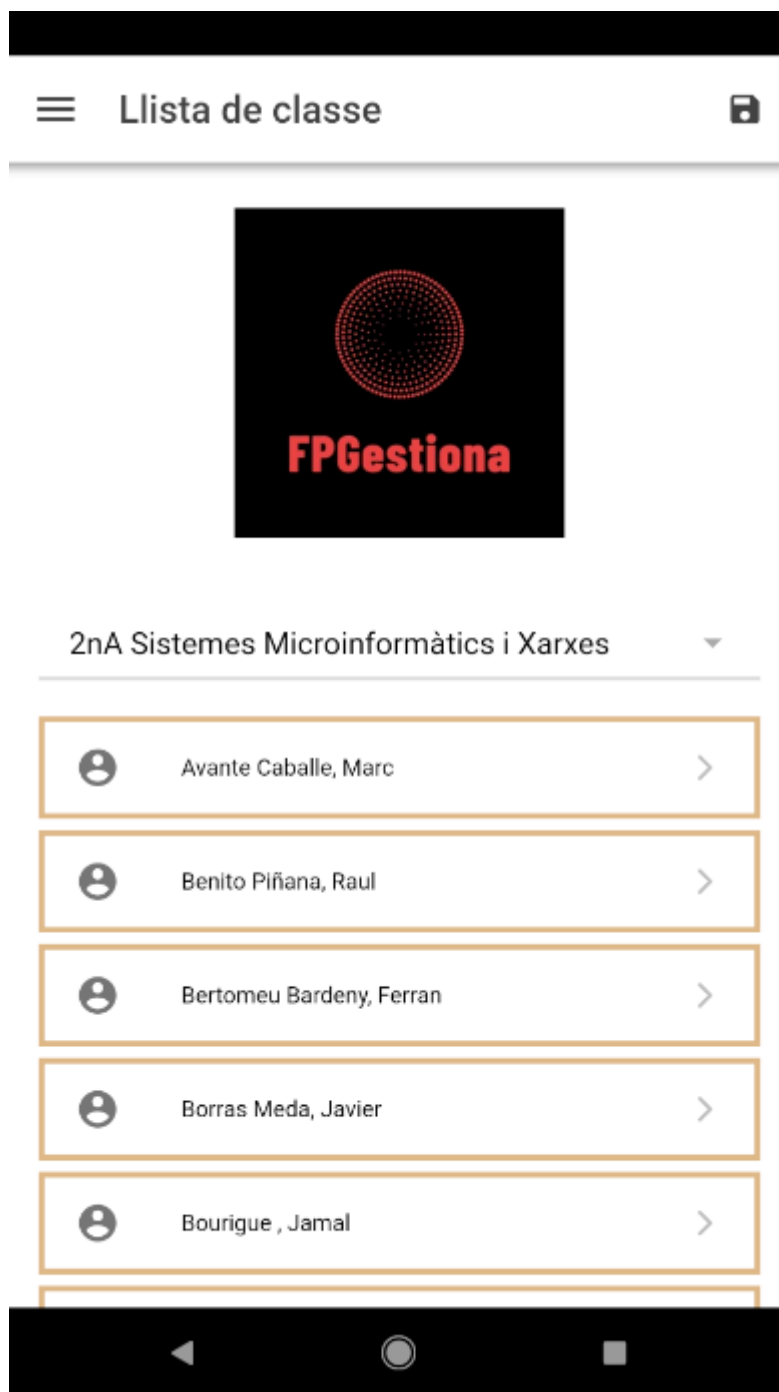 Llista de classe
FPGestiona
2nA Sistemes Microinformàtics i Xarxes
Avante Caballe, Marc
Benito Piñana, Raul
Bertomeu Bardeny, Ferran
Borras Meda, Javier
Bourigue , Jamal